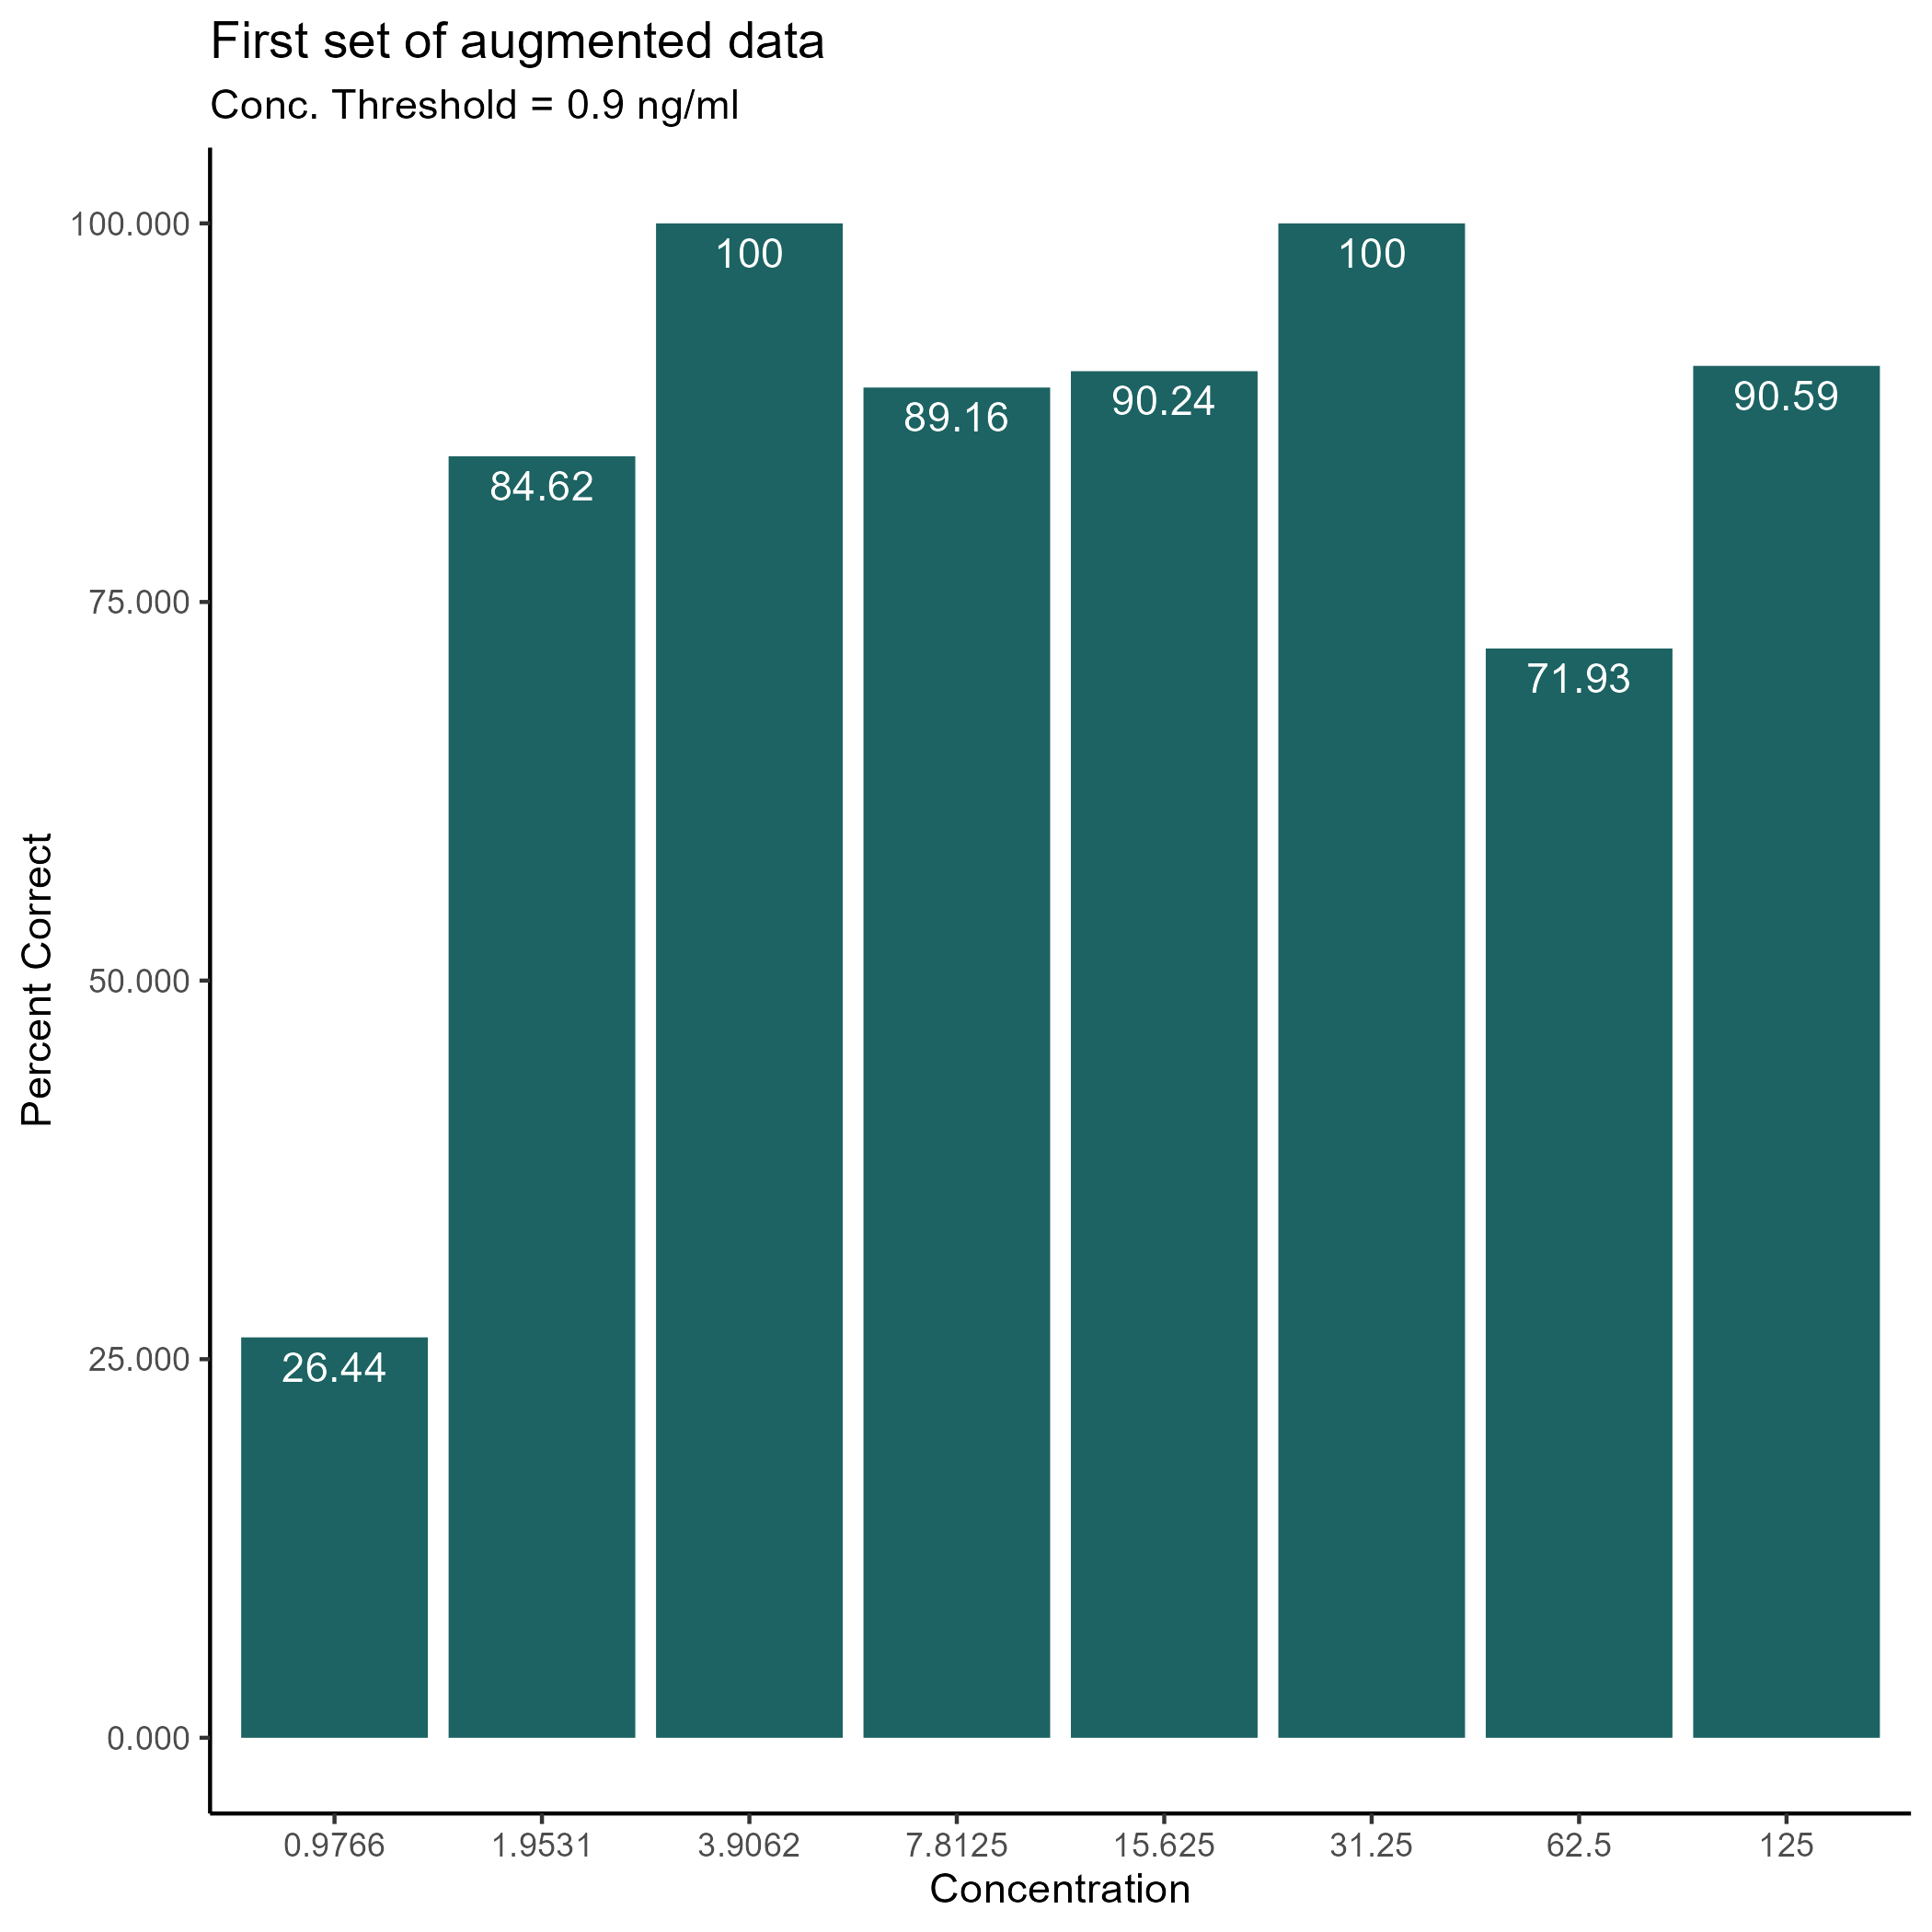 First set of augmented data
Conc. Threshold = 0.9 ng/ml
100.000
75.000
50.000
25.000
0.000
Percent Correct
26.44
84.62
100
89.16
90.24
100
71.93
90.59
0.9766 1.9531 3.9062 7.8125 15.625 31.25 62.5 125
Concentration